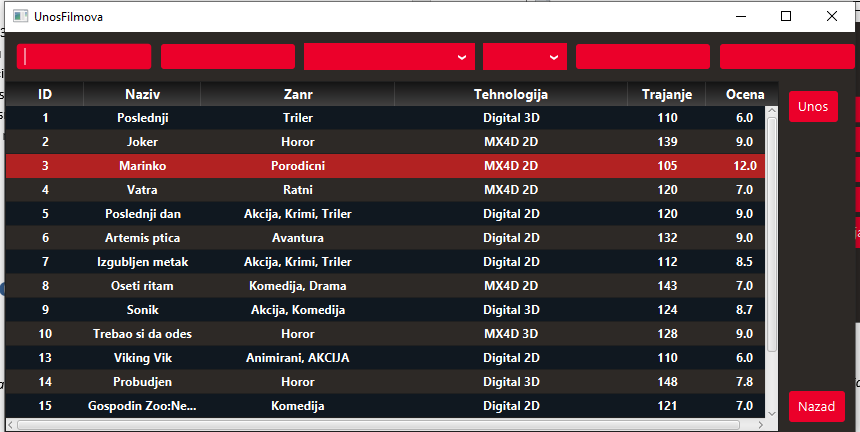 UnosFilmova
ID Naziv Zanr Tehnologija Trajanje Ocena
1 Poslednji Triler Digital 3D 110 6.0
Unos
2 Joker Horor MX4D 2D 139 9.0
3 Marinko Porodicni MX4D 2D 105 12.0
4 Vatra Ratni MX4D 2D 120 7.0
5 Poslednji dan Akcija, Krimi, Triler Digital 2D 120 9.0
6 Artemis ptica Avantura Digital 2D 132 9.0
7 Izgubljen metak Akcija, Krimi, Triler Digital 2D 112 8.5
8 Oseti ritam Komedija, Drama MX4D 2D 143 7.0
9 Sonik Akcija, Komedija Digital 3D 124 8.7
10 Trebao si da odes Horor MX4D 3D 128 9.0
13 Viking Vik Animirani, AKCIJA Digital 2D 110 6.0
14 Probudjen Horor Digital 3D 148 7.8
15 Gospodin Zoo:Ne... Komedija Digital 2D 121 7.0
Nazad